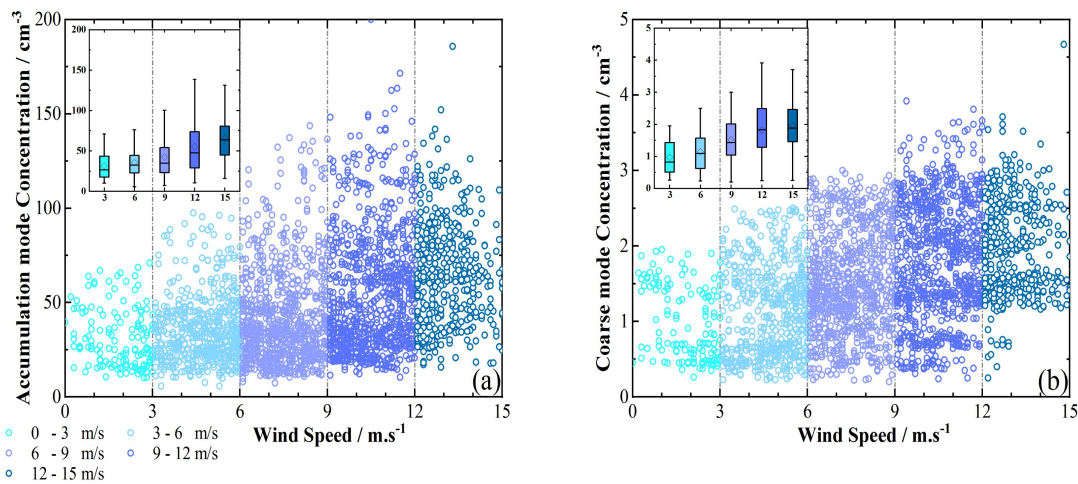 200
150
100
50
0
Accumulation mode Concentration / cm⁻³
200
150
100
50
0
3 6 9 12 15
(a)
0 3 6 9 12 15
Wind Speed / m.s⁻¹
0 - 3 m/s 3 - 6 m/s
6 - 9 m/s 9 - 12 m/s
12 - 15 m/s
5
4
3
2
1
0
Coarse mode Concentration / cm⁻³
5
4
3
2
1
0
3 6 9 12 15
(b)
0 3 6 9 12 15
Wind Speed / m.s⁻¹